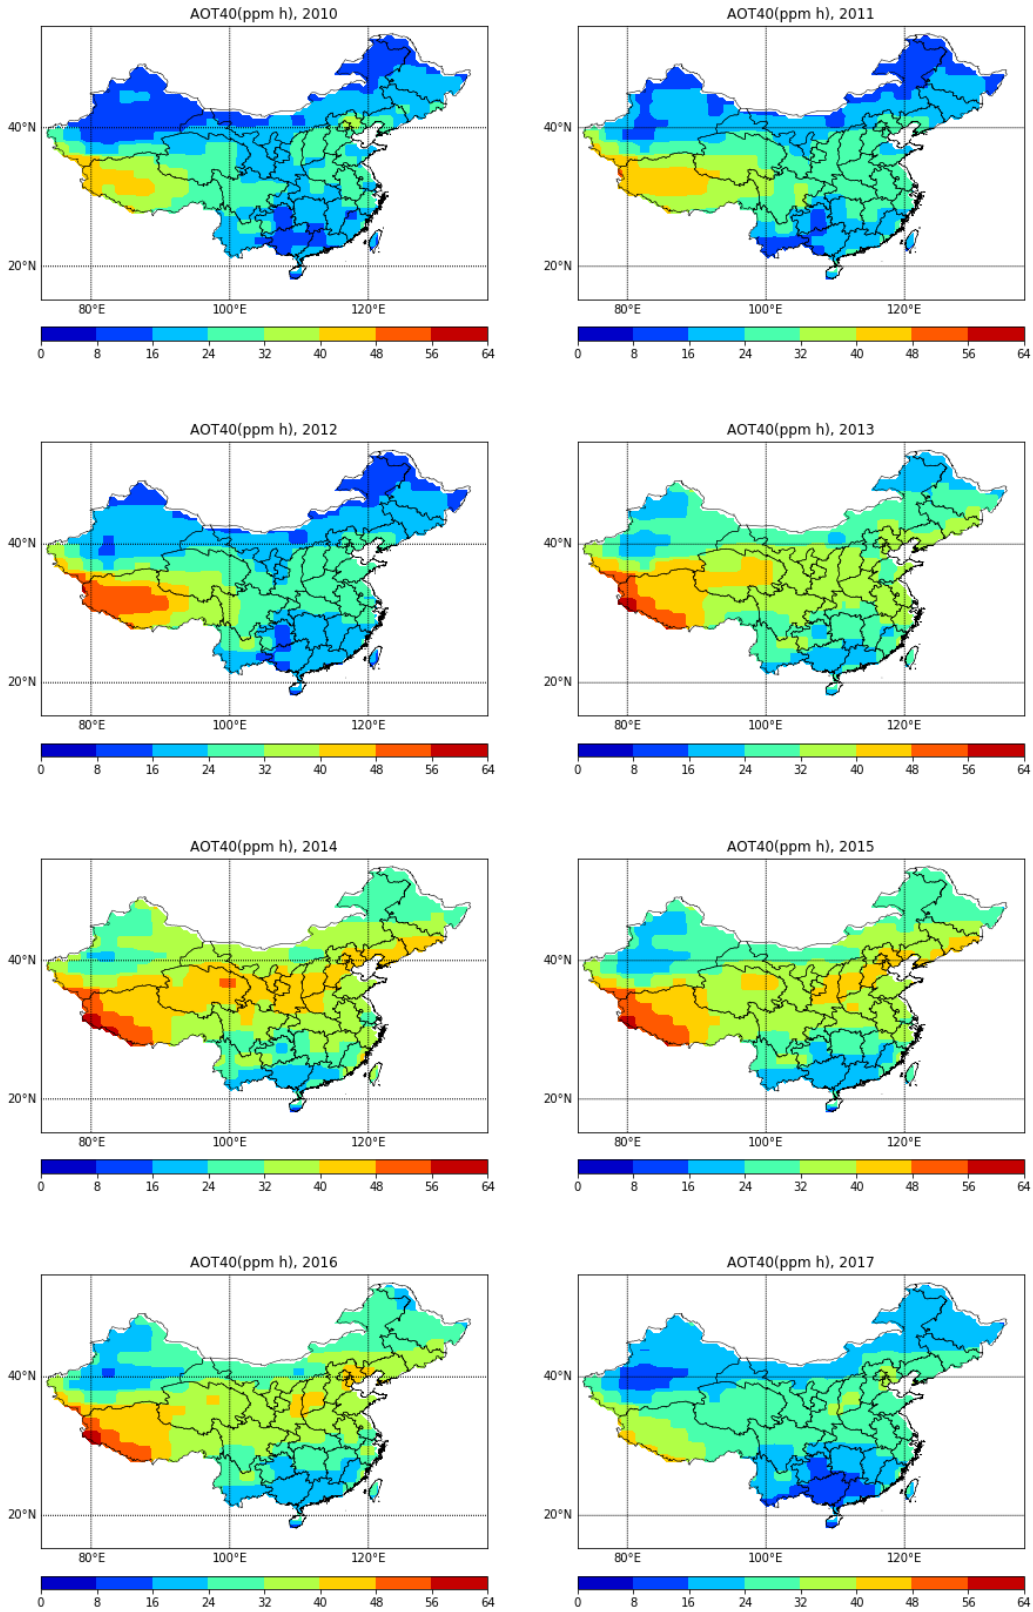 AOT40(ppm h), 2010
AOT40(ppm h), 2011
40°N
40°N
20°N
20°N
80°E 100°E 120°E
80°E 100°E 120°E
0 8 16 24 32 40 48 56 64
0 8 16 24 32 40 48 56 64
AOT40(ppm h), 2012
AOT40(ppm h), 2013
40°N
40°N
20°N
20°N
80°E 100°E 120°E
80°E 100°E 120°E
0 8 16 24 32 40 48 56 64
0 8 16 24 32 40 48 56 64
AOT40(ppm h), 2014
AOT40(ppm h), 2015
40°N
40°N
20°N
20°N
80°E 100°E 120°E
80°E 100°E 120°E
0 8 16 24 32 40 48 56 64
0 8 16 24 32 40 48 56 64
AOT40(ppm h), 2016
AOT40(ppm h), 2017
40°N
40°N
20°N
20°N
80°E 100°E 120°E
80°E 100°E 120°E
0 8 16 24 32 40 48 56 64
0 8 16 24 32 40 48 56 64